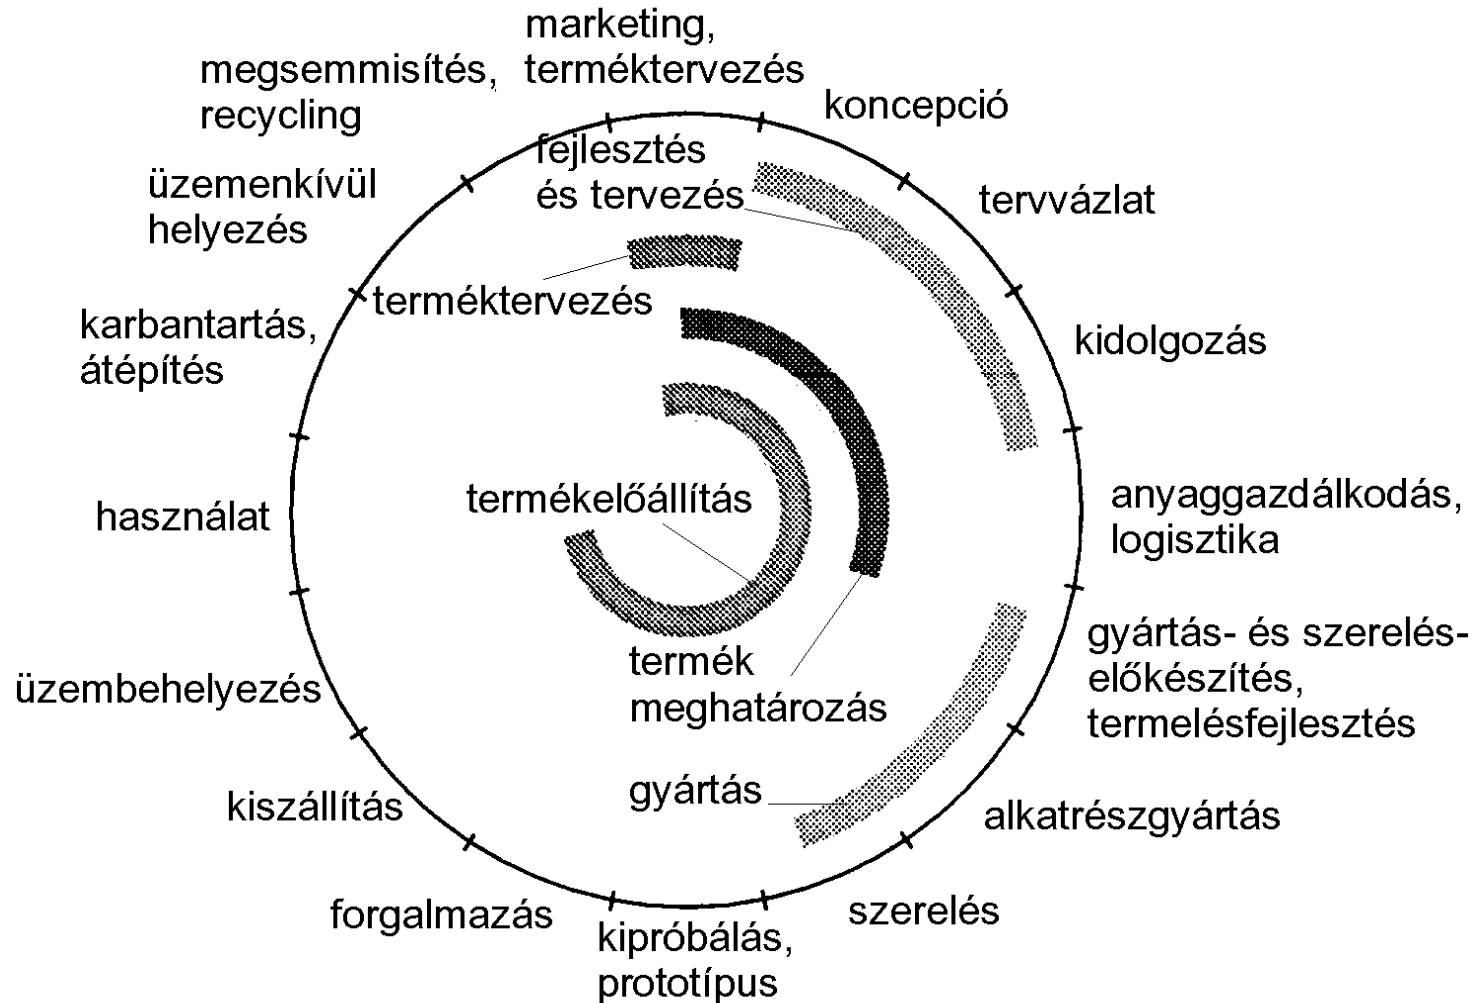 marketing,
terméktervezés
koncepció
tervvázlat
kidolgozás
anyaggazdálkodás,
logisztika
gyártás- és szerelés-
előkészítés,
termelésfejlesztés
alkatrészgyártás
szerelés
kipróbálás,
prototípus
forgalmazás
kiszállítás
üzembehelyezés
használat
karbantartás,
átépítés
üzemenkívül
helyezés
megsemmisítés,
recycling
fejlesztés
és tervezés
terméktervezés
termékelőállítás
termék
meghatározás
gyártás